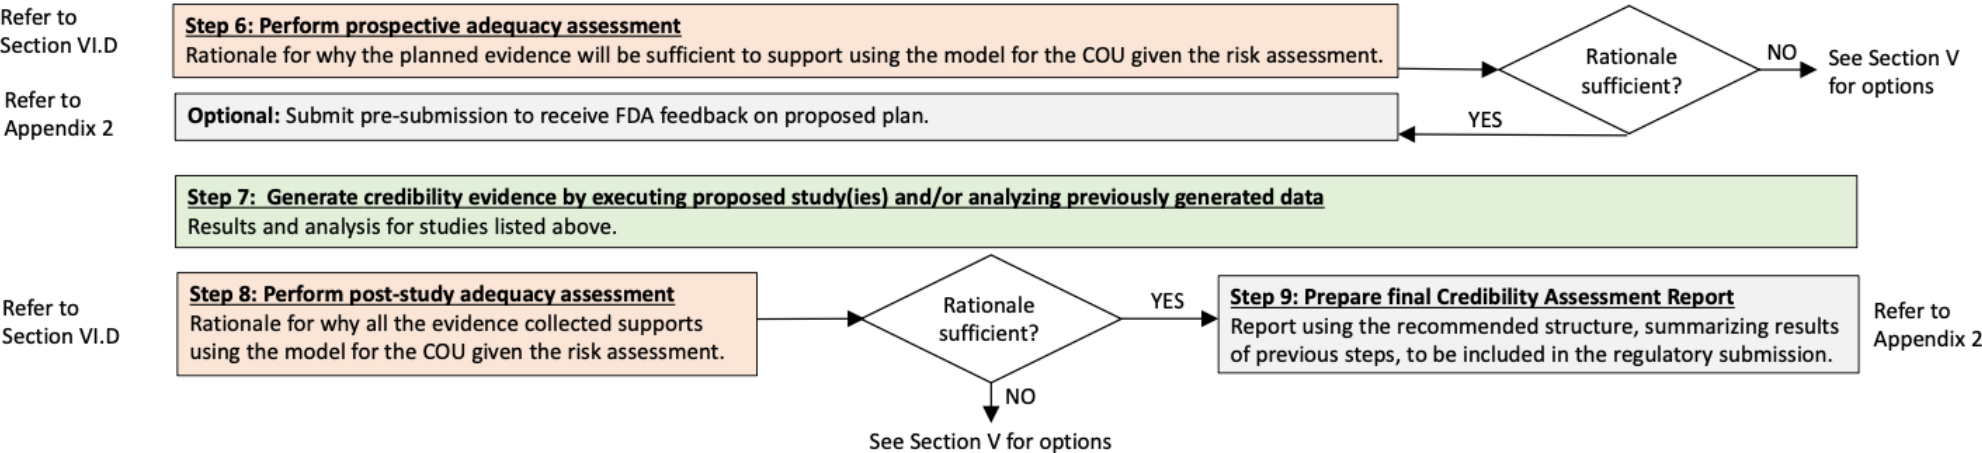 Refer to
Section VI.D
Step 6: Perform prospective adequacy assessment
Rationale for why the planned evidence will be sufficient to support using the model for the COU given the risk assessment.
Rationale
sufficient?
NO
See Section V
for options
Refer to
Appendix 2
Optional: Submit pre-submission to receive FDA feedback on proposed plan.
YES
Step 7:  Generate credibility evidence by executing proposed study(ies) and/or analyzing previously generated data
Results and analysis for studies listed above.
Refer to
Section VI.D
Step 8: Perform post-study adequacy assessment
Rationale for why all the evidence collected supports
using the model for the COU given the risk assessment.
Rationale
sufficient?
YES
Step 9: Prepare final Credibility Assessment Report
Report using the recommended structure, summarizing results
of previous steps, to be included in the regulatory submission.
Refer to
Appendix 2
NO
See Section V for options